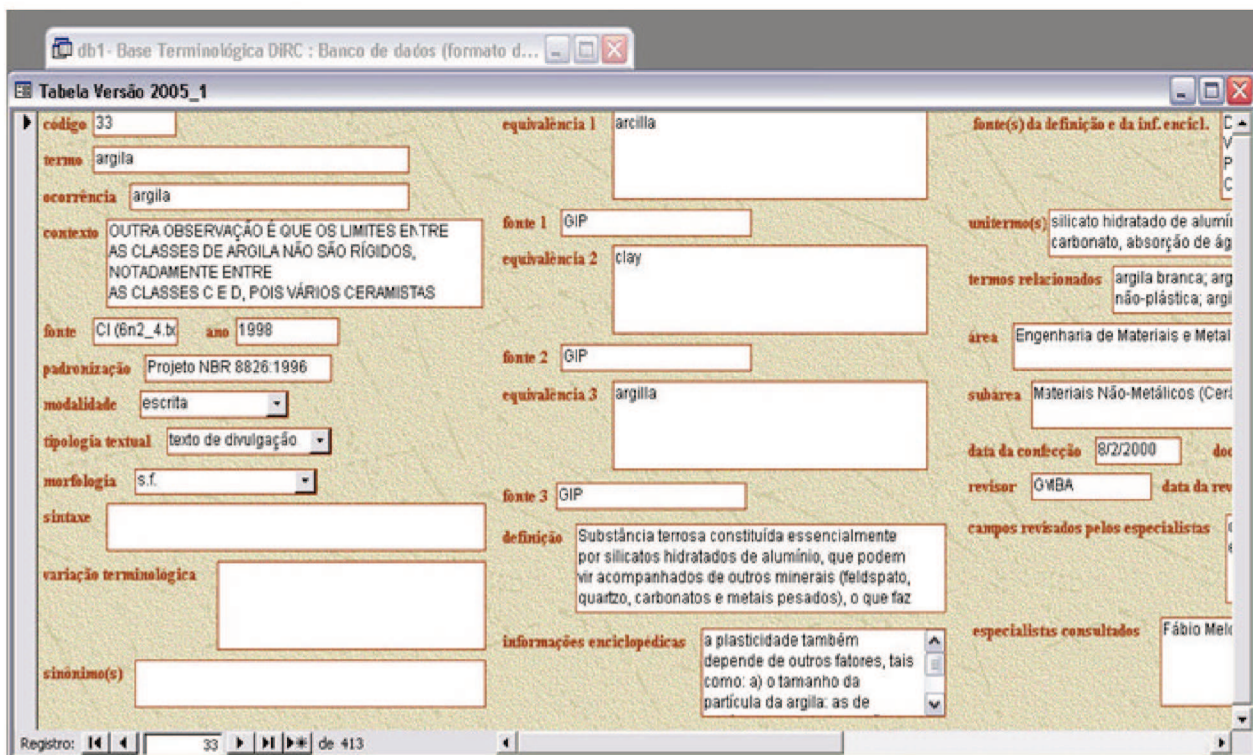 db1 - Base Terminológica DiRC : Banco de dados (formato d...
Tabela Versão 2005_1
código 33
termo argila
ocorrência argila
contexto OUTRA OBSERVAÇÃO É QUE OS LIMITES ENTRE
AS CLASSES DE ARGILA NÃO SÃO RÍGIDOS,
NOTADAMENTE ENTRE
AS CLASSES C E D, POIS VÁRIOS CERAMISTAS
fonte CI (6n2_4.tx ano 1998
padronização Projeto NBR 8826:1996
modalidade escrita
tipologia textual texto de divulgação
morfologia s.f.
sintaxe
variação terminológica
sinônimo(s)
equivalência 1 arcilla
fonte 1 GIP
equivalência 2 clay
fonte 2 GIP
equivalência 3 argilla
fonte 3 GIP
definição Substância terrosa constituída essencialmente
por silicatos hidratados de alumínio, que podem
vir acompanhados de outros minerais (feldspato,
quartzo, carbonatos e metais pesados), o que faz
informações enciclopédicas a plasticidade também
depende de outros fatores, tais
como: a) o tamanho da
partícula da argila: as de
fonte(s) da definição e da inf. encicl. D
V
P
C
unitermo(s) silicato hidratado de alumín
carbonato, absorção de ág
termos relacionados argila branca; arg
não-plástica; argi
área Engenharia de Materiais e Metal
subárea Materiais Não-Metálicos (Cerâ
data da confecção 8/2/2000 doc
revisor GMBA data da rev
campos revisados pelos especialistas
especialistas consultados Fábio Melo
Registro: 33 de 413